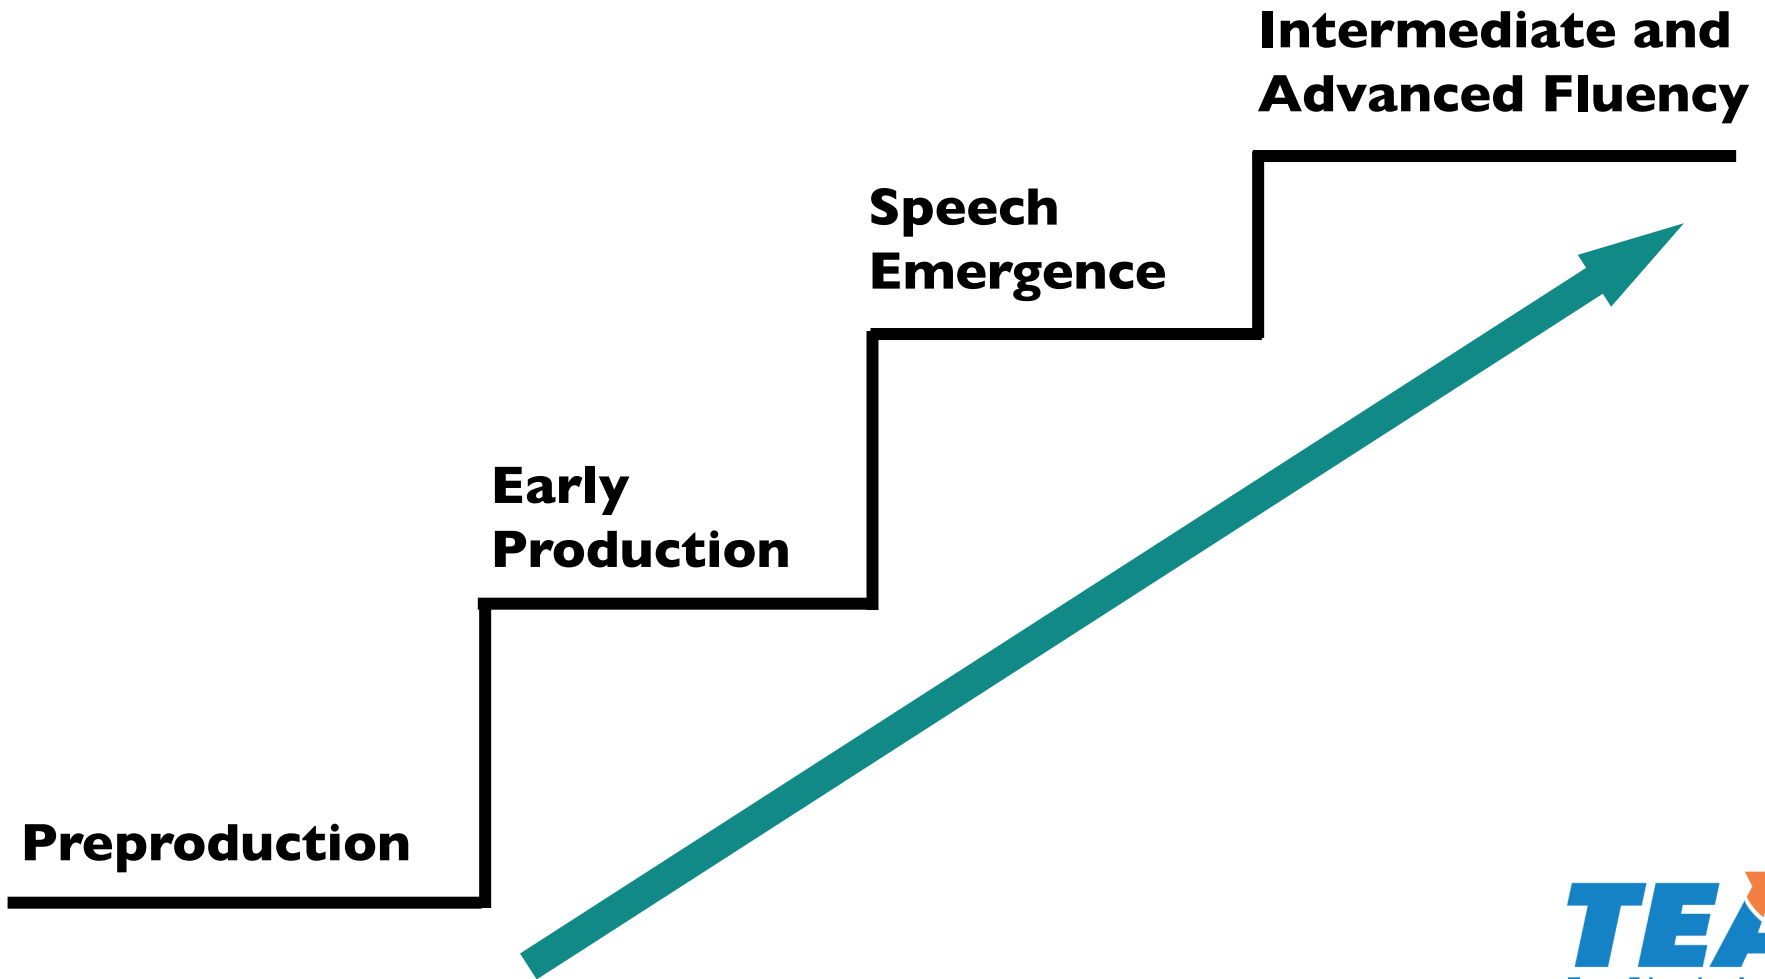 Intermediate and
Advanced Fluency
Speech
Emergence
Early
Production
Preproduction
TEA